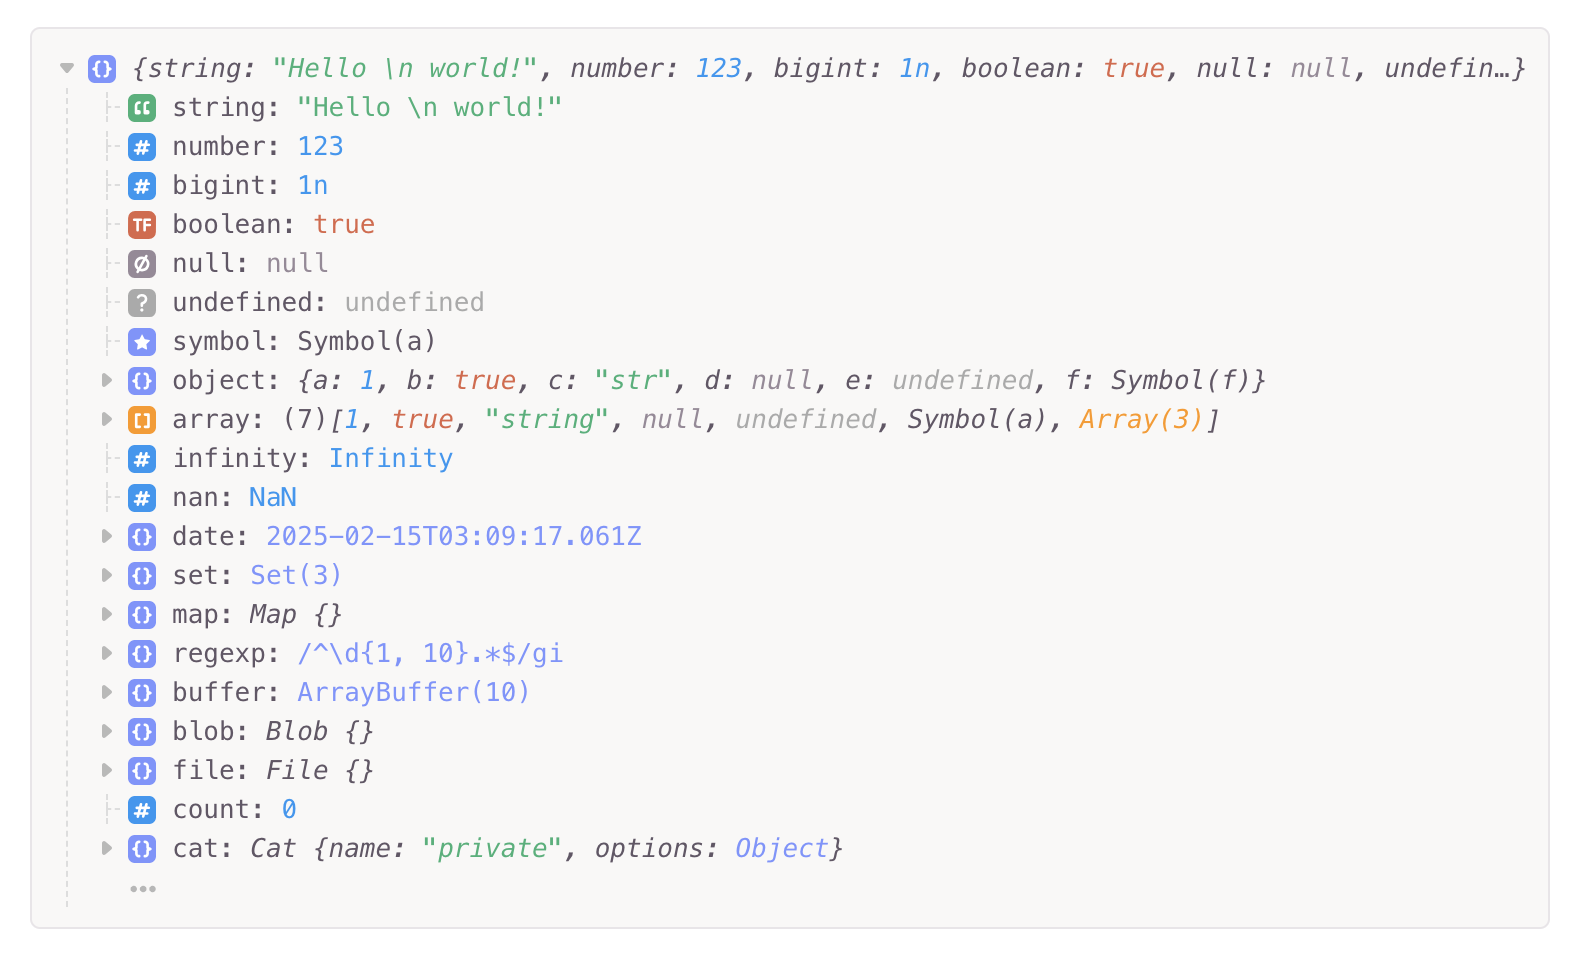 {} {string: "Hello \n world!", number: 123, bigint: 1n, boolean: true, null: null, undefin…}
“ string: "Hello \n world!"
# number: 123
# bigint: 1n
TF boolean: true
Ø null: null
? undefined: undefined
★ symbol: Symbol(a)
{} object: {a: 1, b: true, c: "str", d: null, e: undefined, f: Symbol(f)}
[] array: (7)[1, true, "string", null, undefined, Symbol(a), Array(3)]
# infinity: Infinity
# nan: NaN
{} date: 2025-02-15T03:09:17.061Z
{} set: Set(3)
{} map: Map {}
{} regexp: /^\d{1, 10}.*$/gi
{} buffer: ArrayBuffer(10)
{} blob: Blob {}
{} file: File {}
# count: 0
{} cat: Cat {name: "private", options: Object}
•••